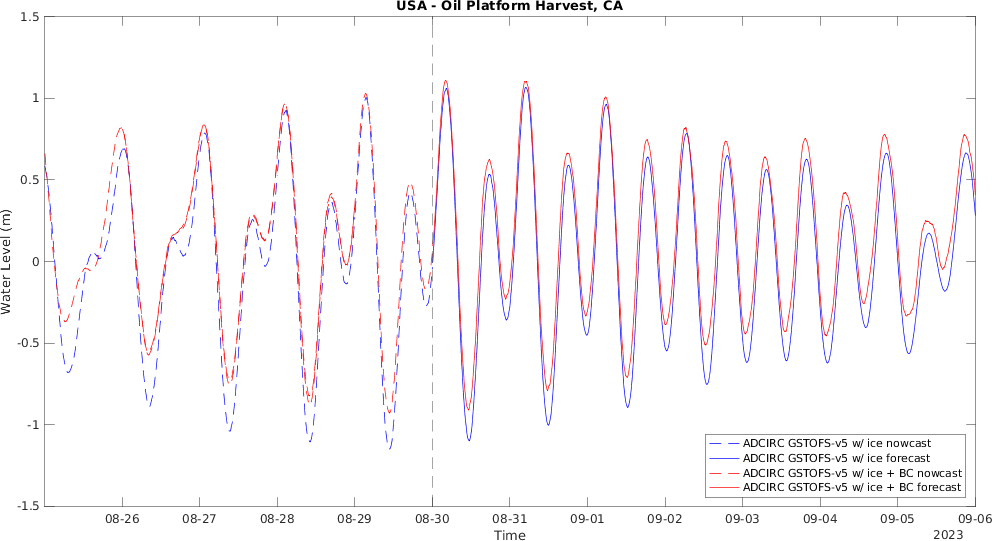 USA - Oil Platform Harvest, CA
1.5
1
0.5
0
-0.5
-1
-1.5
Water Level (m)
ADCIRC GSTOFS-v5 w/ ice nowcast
ADCIRC GSTOFS-v5 w/ ice forecast
ADCIRC GSTOFS-v5 w/ ice + BC nowcast
ADCIRC GSTOFS-v5 w/ ice + BC forecast
08-26 08-27 08-28 08-29 08-30 08-31 09-01 09-02 09-03 09-04 09-05 09-06
Time
2023